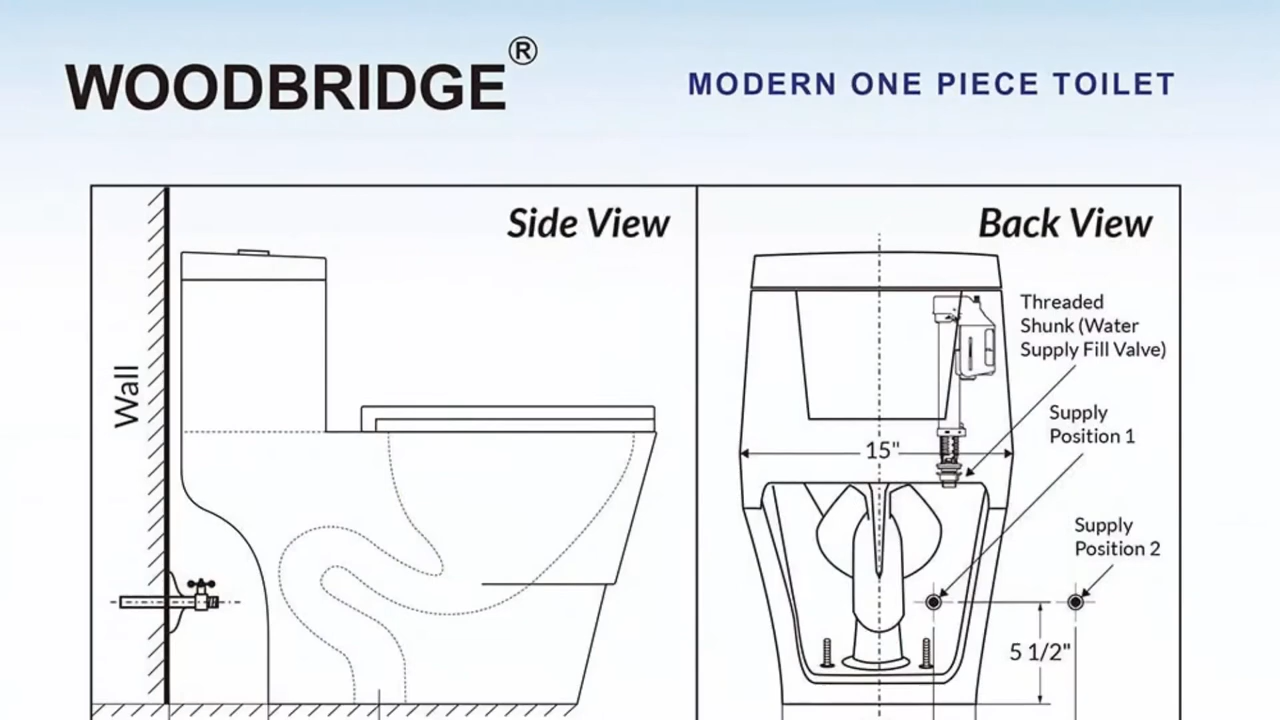 WOODBRIDGE®
MODERN ONE PIECE TOILET
Side View
Wall
Back View
Threaded
Shunk (Water
Supply Fill Valve)
Supply
Position 1
15"
Supply
Position 2
5 1/2"